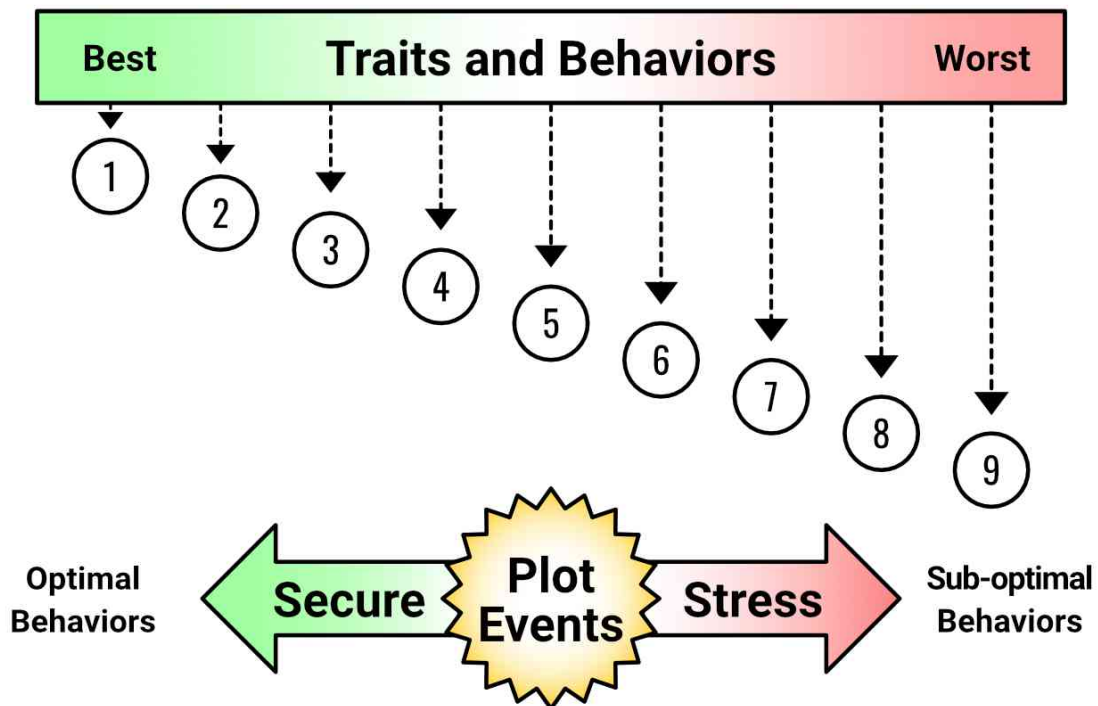 Best Traits and Behaviors Worst
1
2
3
4
5
6
7
8
9
Optimal
Behaviors
Secure
Plot
Events
Stress
Sub-optimal
Behaviors